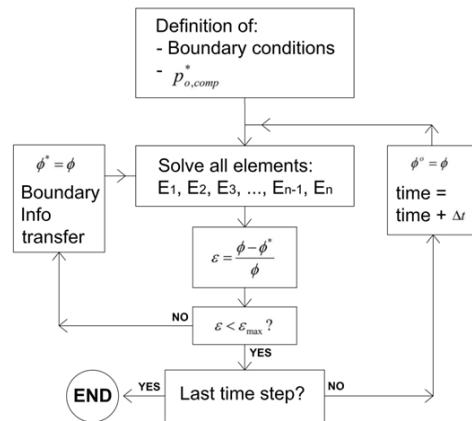 Definition of:
- Boundary conditions
- p*o,comp
ϕ* = ϕ
Boundary
Info
transfer
Solve all elements:
E1, E2, E3, ..., En-1, En
ϕo = ϕ
time =
time + Δt
ε = (ϕ − ϕ*) / ϕ
NO
ε < εmax ?
YES
END
YES
Last time step?
NO